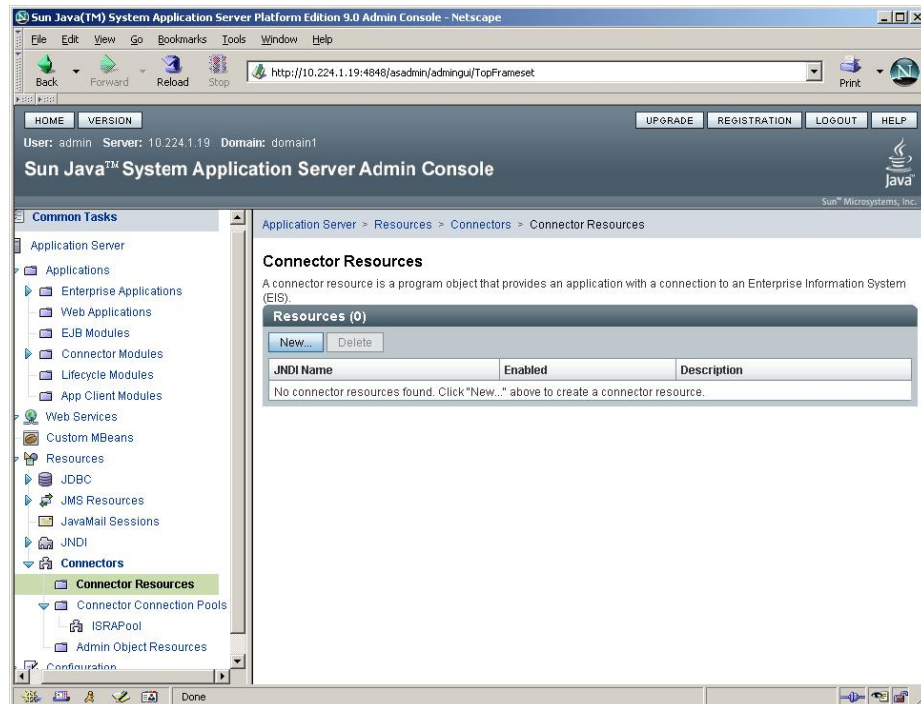 Sun Java(TM) System Application Server Platform Edition 9.0 Admin Console - Netscape
File Edit View Go Bookmarks Tools Window Help
Back Forward Reload Stop http://10.224.1.19:4848/asadmin/admingui/TopFrameset Print N
HOME VERSION UPGRADE REGISTRATION LOGOUT HELP
User: admin Server: 10.224.1.19 Domain: domain1
Sun Java™ System Application Server Admin Console
Java™
Sun™ Microsystems, Inc.
Common Tasks
Application Server
Applications
Enterprise Applications
Web Applications
EJB Modules
Connector Modules
Lifecycle Modules
App Client Modules
Web Services
Custom MBeans
Resources
JDBC
JMS Resources
JavaMail Sessions
JNDI
Connectors
Connector Resources
Connector Connection Pools
ISRAPool
Admin Object Resources
Configuration
Application Server > Resources > Connectors > Connector Resources
Connector Resources
A connector resource is a program object that provides an application with a connection to an Enterprise Information System
(EIS).
Resources (0)
New... Delete
JNDI Name Enabled Description
No connector resources found. Click "New..." above to create a connector resource.
Done